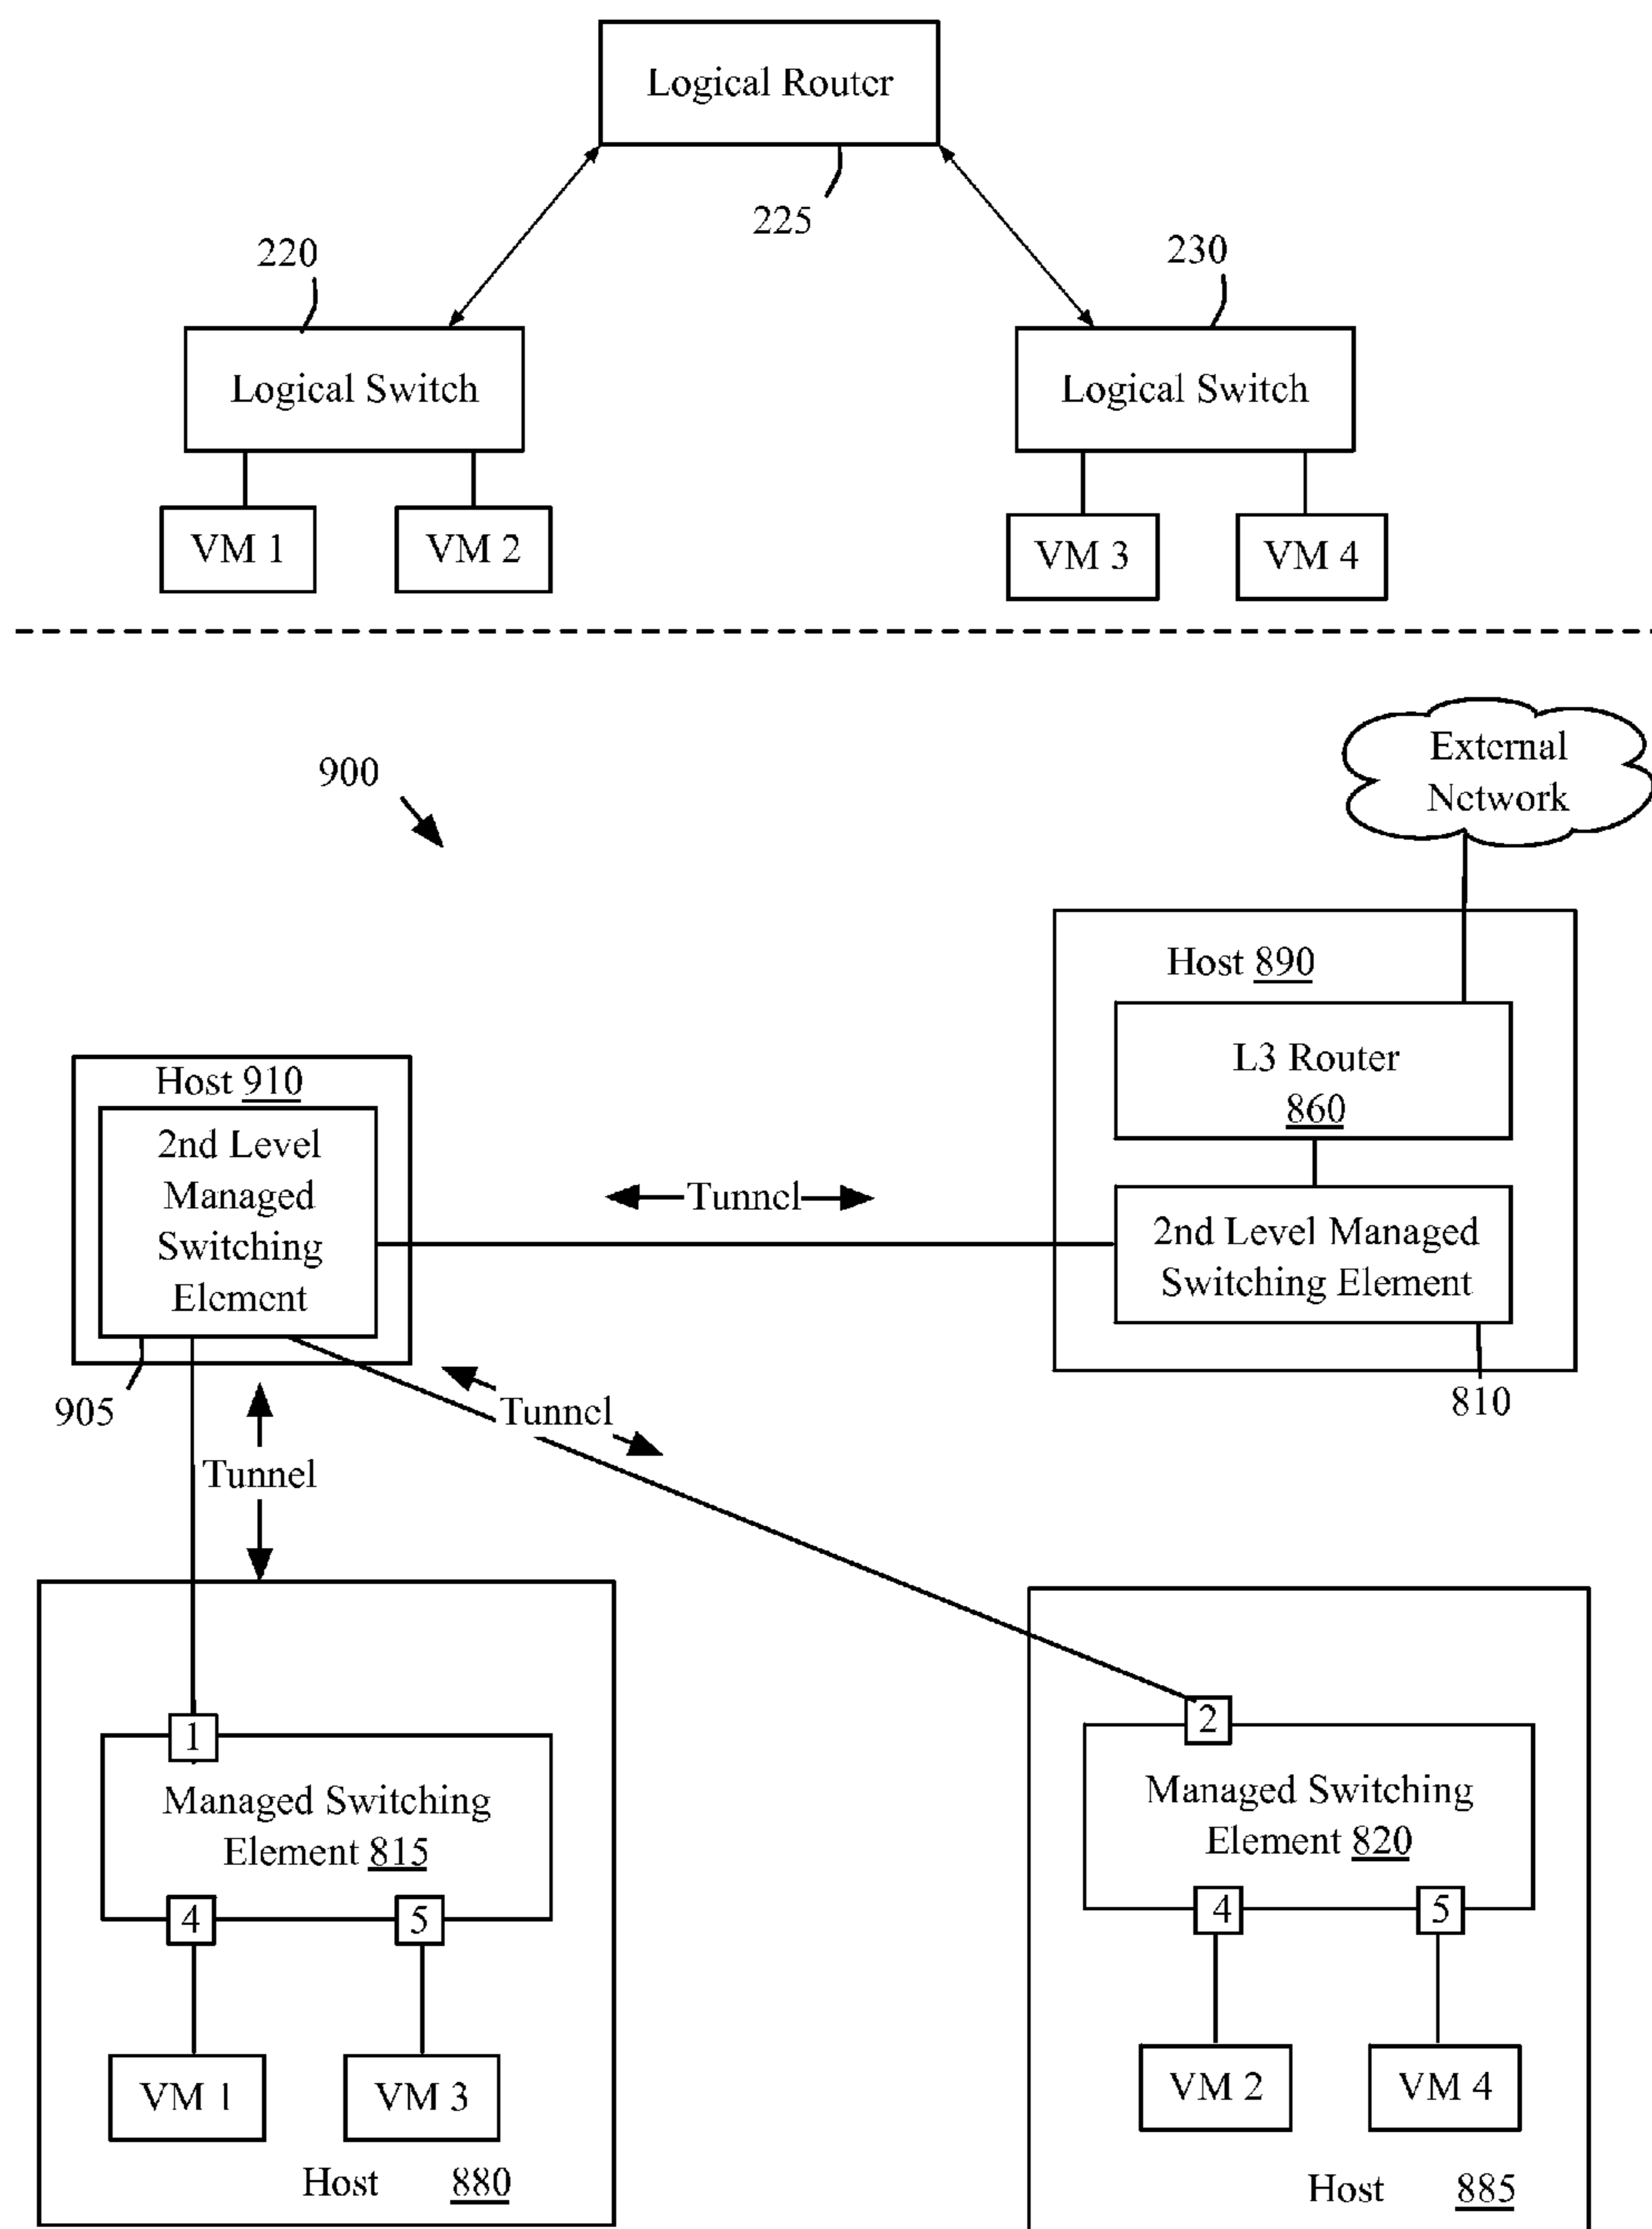 Logical Router
225
220
230
Logical Switch
Logical Switch
VM 1
VM 2
VM 3
VM 4
External
Network
900
Host 890
L3 Router
860
Host 910
2nd Level
Managed
Switching
Element
Tunnel
2nd Level Managed
Switching Element
905
810
Tunnel
Tunnel
1
Managed Switching
Element 815
4
5
VM 1
VM 3
Host 880
2
Managed Switching
Element 820
4
5
VM 2
VM 4
Host 885